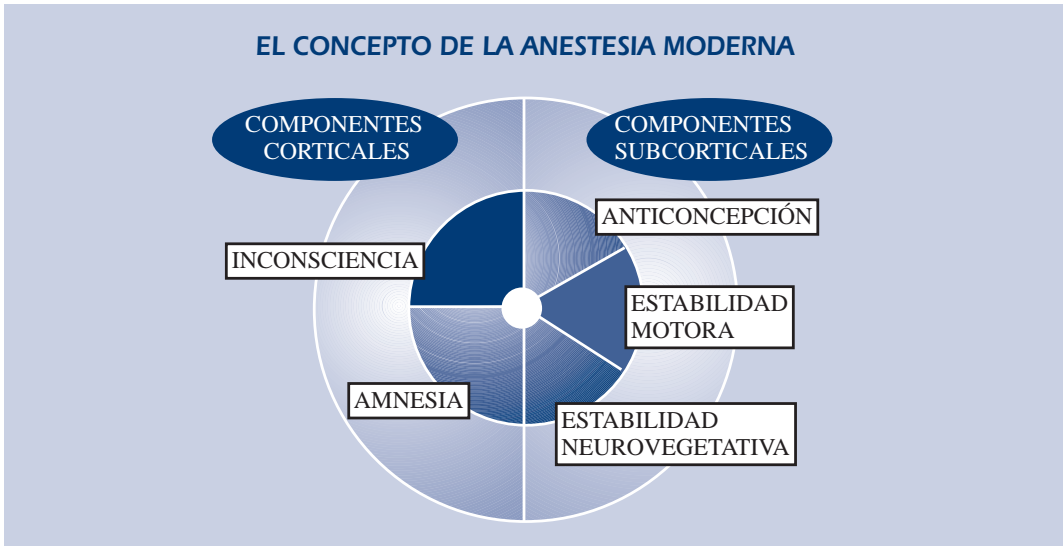 EL CONCEPTO DE LA ANESTESIA MODERNA
COMPONENTES
CORTICALES
COMPONENTES
SUBCORTICALES
ANTICONCEPCIÓN
INCONSCIENCIA
ESTABILIDAD
MOTORA
AMNESIA
ESTABILIDAD
NEUROVEGETATIVA